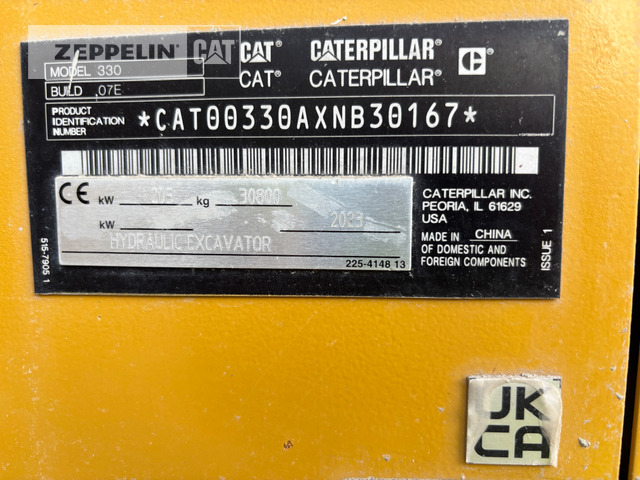 ZEPPELIN CAT
CAT® CATERPILLAR® C®
MODEL 330
CAT® CATERPILLAR®
BUILD 07E
PRODUCT
IDENTIFICATION
NUMBER
*CAT00330AXNB30167*
CE kW 205 kg 30800
kW 2023
HYDRAULIC EXCAVATOR
225-4148 13
CATERPILLAR INC.
PEORIA, IL 61629
USA
MADE IN CHINA
OF DOMESTIC AND
FOREIGN COMPONENTS
ISSUE 1
515-7905 1
UK
CA